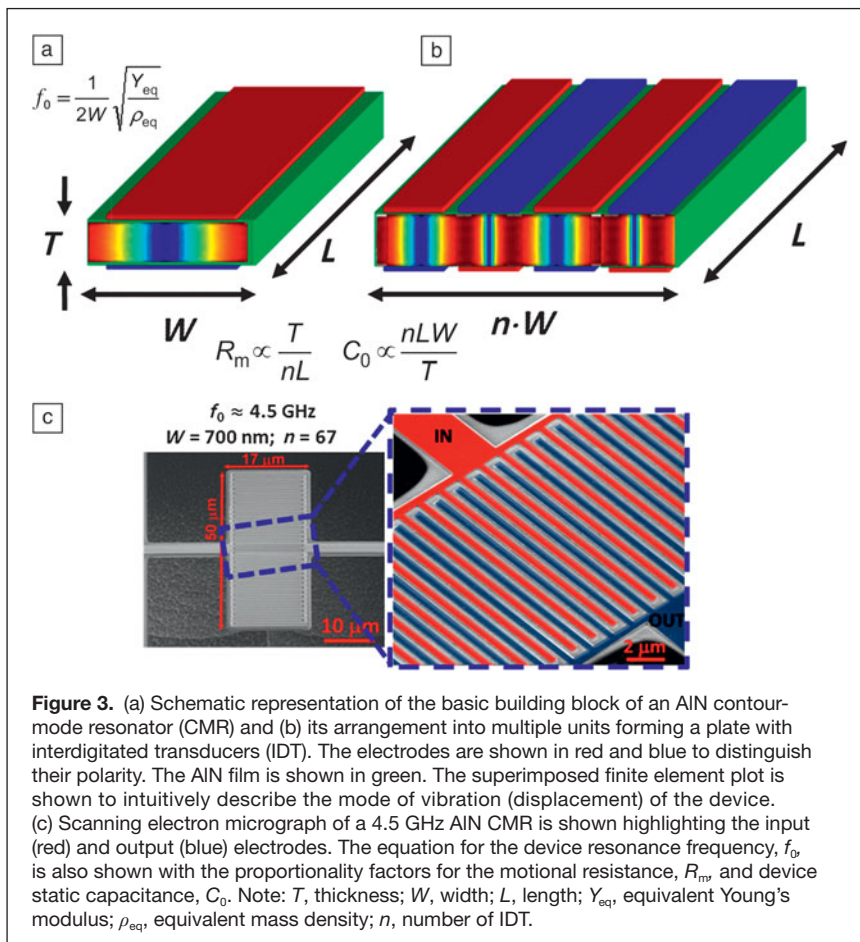 a
f₀ = 1/2W √Y_eq/ρ_eq
b
T
L
W
L
n·W
R_m ∝ T/nL C₀ ∝ nLW/T
c
f₀ ≈ 4.5 GHz
W = 700 nm; n = 67
17 μm
50 μm
10 μm
IN
OUT
2 μm
Figure 3. (a) Schematic representation of the basic building block of an AlN contour-
mode resonator (CMR) and (b) its arrangement into multiple units forming a plate with
interdigitated transducers (IDT). The electrodes are shown in red and blue to distinguish
their polarity. The AlN film is shown in green. The superimposed finite element plot is
shown to intuitively describe the mode of vibration (displacement) of the device.
(c) Scanning electron micrograph of a 4.5 GHz AlN CMR is shown highlighting the input
(red) and output (blue) electrodes. The equation for the device resonance frequency, f₀,
is also shown with the proportionality factors for the motional resistance, R_m, and device
static capacitance, C₀. Note: T, thickness; W, width; L, length; Y_eq, equivalent Young's
modulus; ρ_eq, equivalent mass density; n, number of IDT.